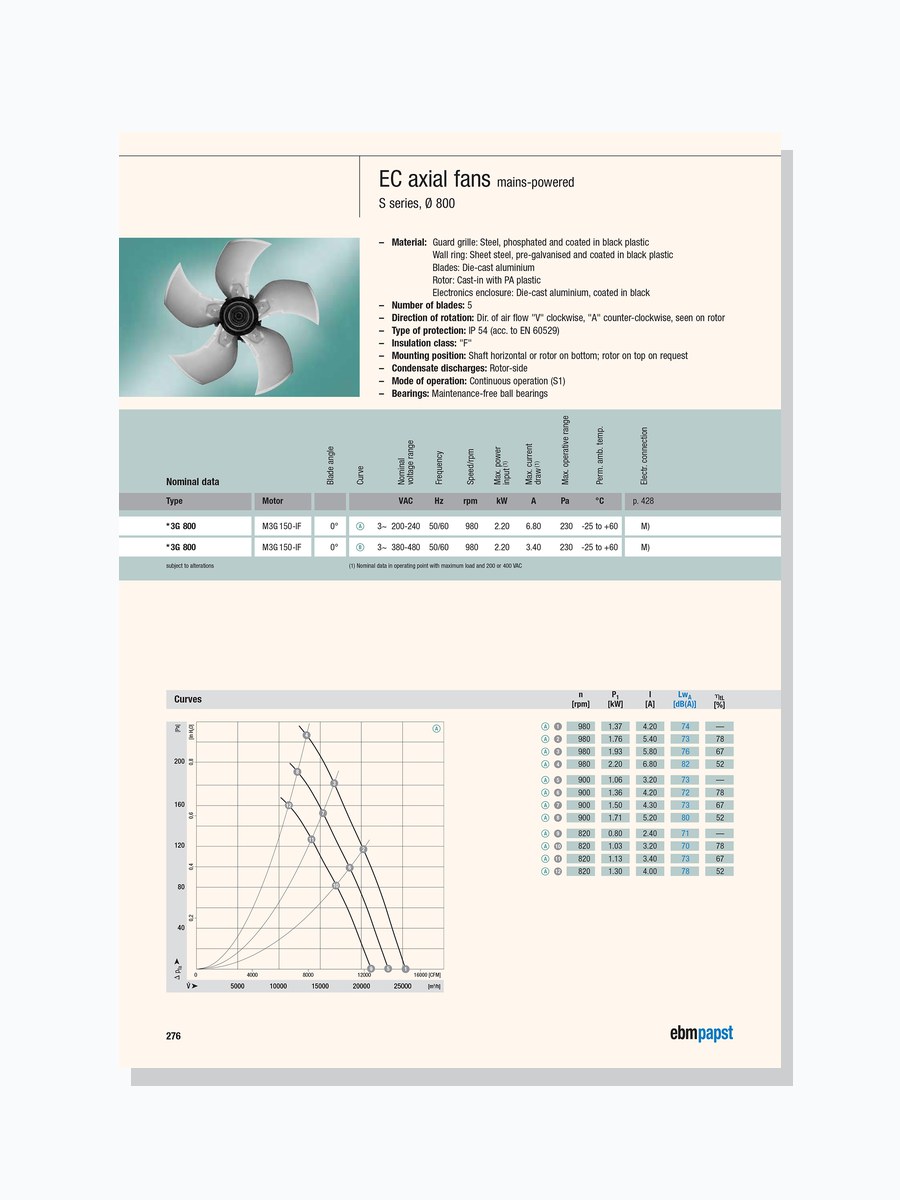 EC axial fans mains-powered
S series, Ø 800
– Material: Guard grille: Steel, phosphated and coated in black plastic
Wall ring: Sheet steel, pre-galvanised and coated in black plastic
Blades: Die-cast aluminium
Rotor: Cast-in with PA plastic
Electronics enclosure: Die-cast aluminium, coated in black
– Number of blades: 5
– Direction of rotation: Dir. of air flow "V" clockwise, "A" counter-clockwise, seen on rotor
– Type of protection: IP 54 (acc. to EN 60529)
– Insulation class: "F"
– Mounting position: Shaft horizontal or rotor on bottom; rotor on top on request
– Condensate discharges: Rotor-side
– Mode of operation: Continuous operation (S1)
– Bearings: Maintenance-free ball bearings
Nominal data
Blade angle
Curve
Nominal
voltage range
Frequency
Speed/rpm
Max. power
input (1)
Max. current
draw (1)
Max. operative range
Perm. amb. temp.
Electr. connection
Type Motor VAC Hz rpm kW A Pa °C p. 428
*3G 800 M3G 150-IF 0° A 3~ 200-240 50/60 980 2.20 6.80 230 -25 to +60 M)
*3G 800 M3G 150-IF 0° B 3~ 380-480 50/60 980 2.20 3.40 230 -25 to +60 M)
subject to alterations (1) Nominal data in operating point with maximum load and 200 or 400 VAC
Curves
n P1 I LwA ηtL
[rpm] [kW] [A] [dB(A)] [%]
A 1 980 1.37 4.20 74 —
A 2 980 1.76 5.40 73 78
A 3 980 1.93 5.80 76 67
A 4 980 2.20 6.80 82 52
A 5 900 1.06 3.20 73 —
A 6 900 1.36 4.20 72 78
A 7 900 1.50 4.30 73 67
A 8 900 1.71 5.20 80 52
A 9 820 0.80 2.40 71 —
A 10 820 1.03 3.20 70 78
A 11 820 1.13 3.40 73 67
A 12 820 1.30 4.00 78 52
[Pa] [in H2O] A
200 0,8
160 0,6
120 0,4
80 0,2
40
0 4000 8000 12000 16000 [CFM]
V̇ 5000 10000 15000 20000 25000 [m³/h]
276
ebmpapst